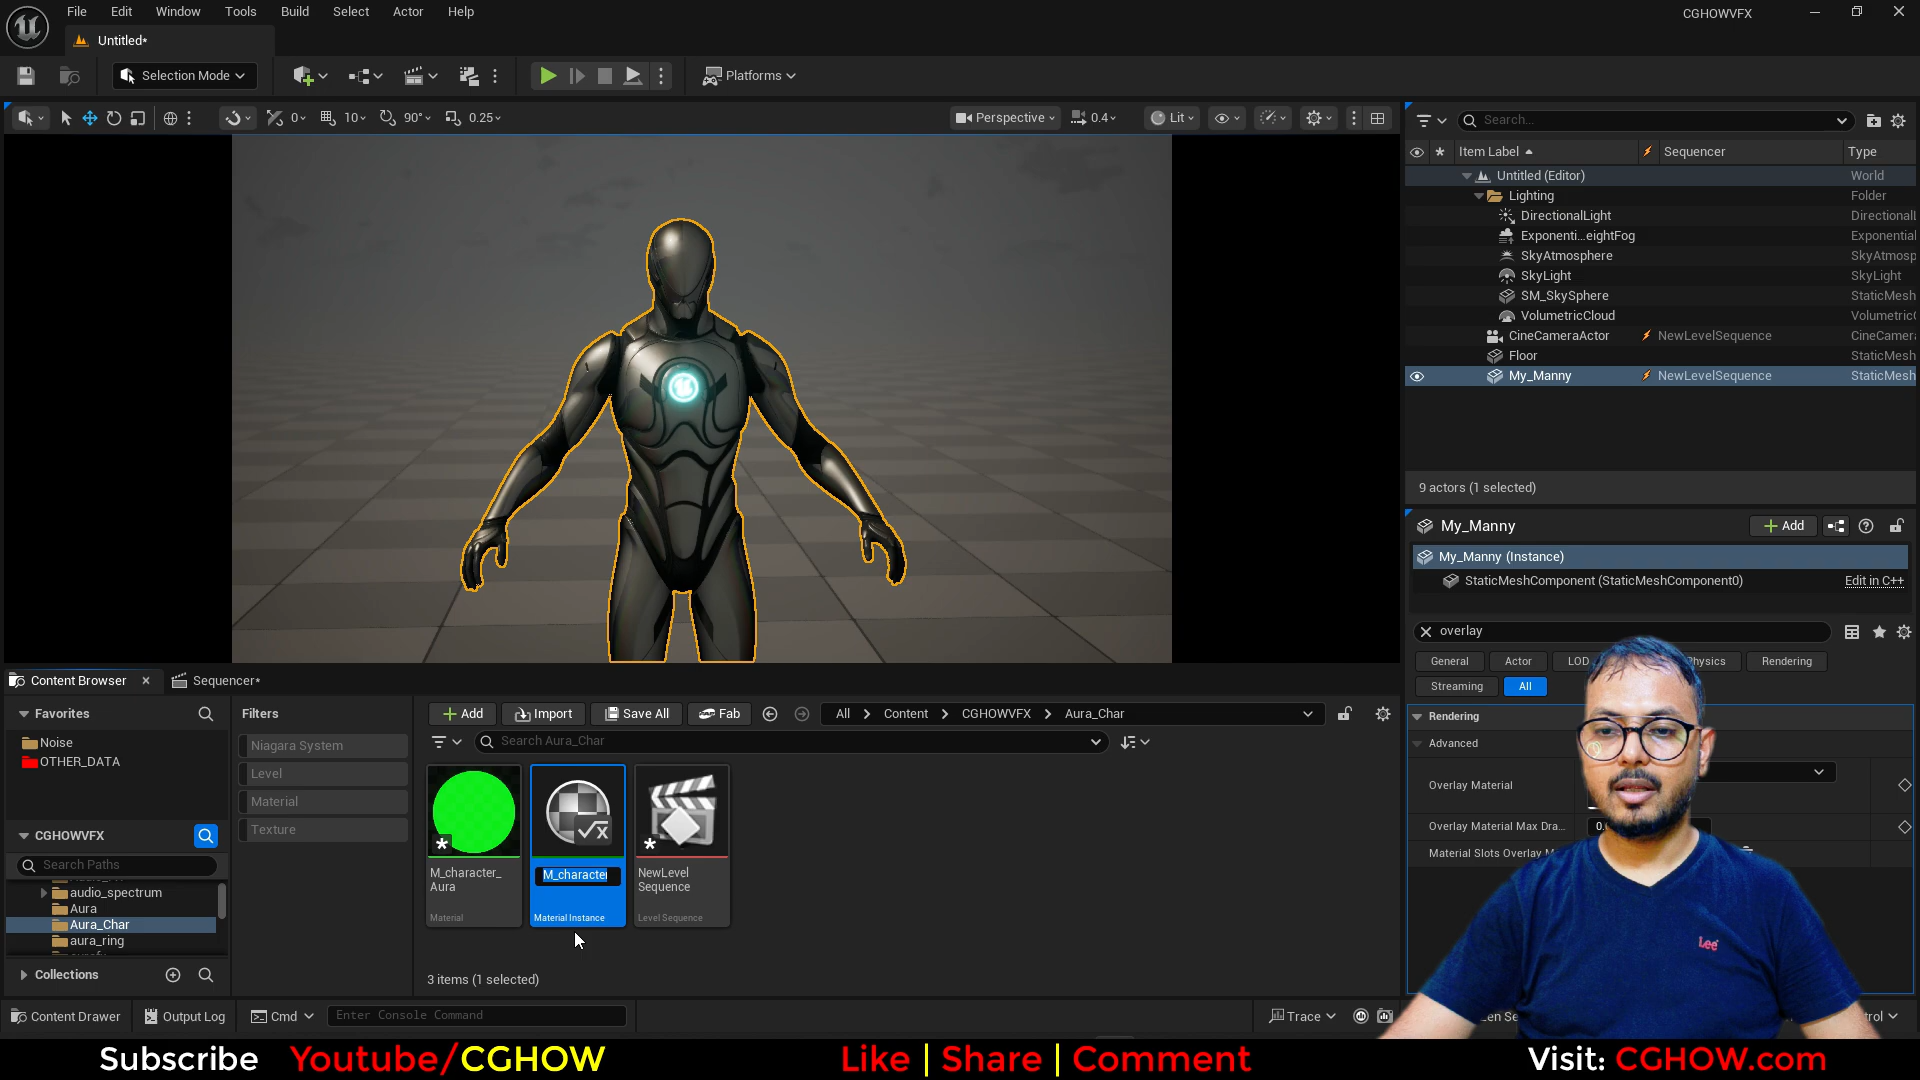 File Edit Window Tools Build Select Actor Help
CGHOWVFX
Untitled*
Selection Mode
Platforms
0 10 90° 0.25
Perspective 0.4 Lit
Search...
Item Label Sequencer Type
Untitled (Editor) World
Lighting Folder
DirectionalLight Directional
Exponenti...eightFog Exponential
SkyAtmosphere SkyAtmosp
SkyLight SkyLight
SM_SkySphere StaticMesh
VolumetricCloud Volumetric
CineCameraActor NewLevelSequence CineCamera
Floor StaticMesh
My_Manny NewLevelSequence StaticMesh
9 actors (1 selected)
My_Manny Add
My_Manny (Instance)
StaticMeshComponent (StaticMeshComponent0) Edit in C++
overlay
General Actor LOD Physics Rendering
Streaming All
Rendering
Advanced
Overlay Material
Overlay Material Max Dra...
Material Slots Overlay
Content Browser Sequencer*
Favorites
Noise
OTHER_DATA
CGHOWVFX
Search Paths
audio_spectrum
Aura
Aura_Char
aura_ring
Collections
Filters
Niagara System
Level
Material
Texture
Add Import Save All Fab All Content CGHOWVFX Aura_Char
Search Aura_Char
M_character_
Aura
Material
M_character
Material Instance
NewLevel
Sequence
Level Sequence
3 items (1 selected)
Content Drawer Output Log Cmd Enter Console Command Trace
Lee
Subscribe Youtube/CGHOW Like | Share | Comment Visit: CGHOW.com